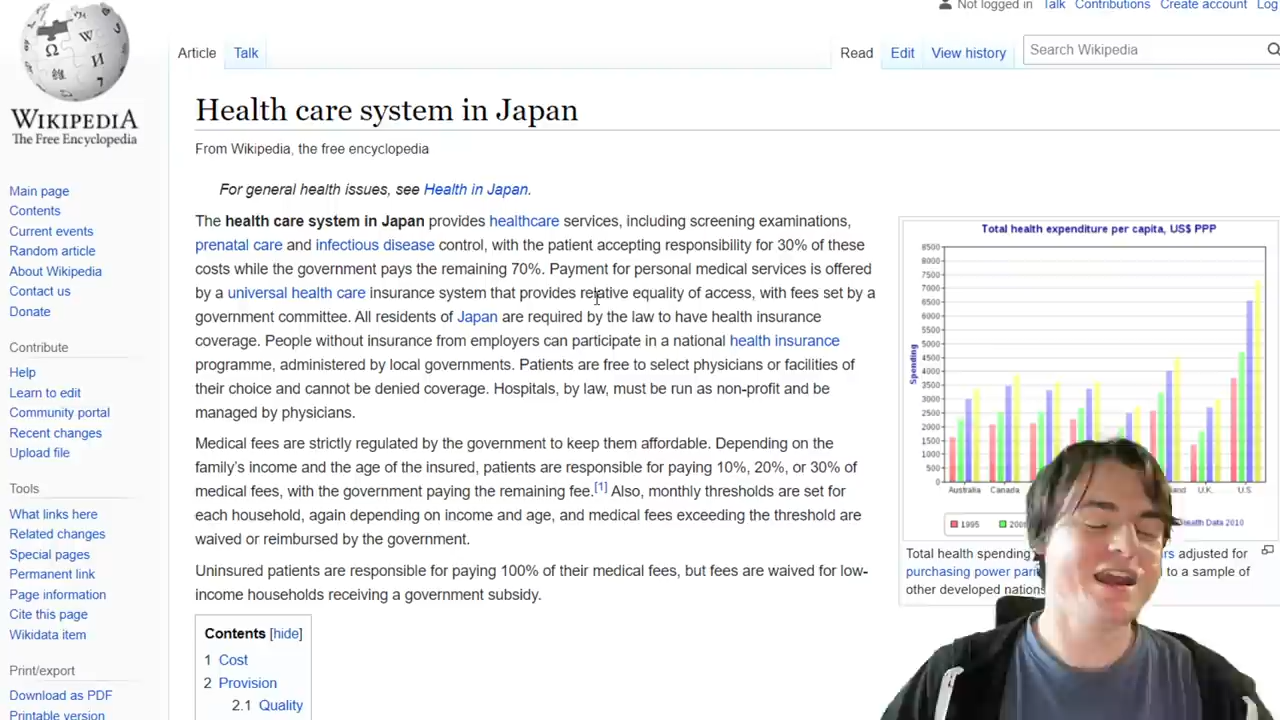 Not logged in Talk Contributions Create account Log
Article Talk Read Edit View history Search Wikipedia
WIKIPEDIA
The Free Encyclopedia
Main page
Contents
Current events
Random article
About Wikipedia
Contact us
Donate
Contribute
Help
Learn to edit
Community portal
Recent changes
Upload file
Tools
What links here
Related changes
Special pages
Permanent link
Page information
Cite this page
Wikidata item
Print/export
Download as PDF
Printable version
Health care system in Japan
From Wikipedia, the free encyclopedia
For general health issues, see Health in Japan.
The health care system in Japan provides healthcare services, including screening examinations,
prenatal care and infectious disease control, with the patient accepting responsibility for 30% of these
costs while the government pays the remaining 70%. Payment for personal medical services is offered
by a universal health care insurance system that provides relative equality of access, with fees set by a
government committee. All residents of Japan are required by the law to have health insurance
coverage. People without insurance from employers can participate in a national health insurance
programme, administered by local governments. Patients are free to select physicians or facilities of
their choice and cannot be denied coverage. Hospitals, by law, must be run as non-profit and be
managed by physicians.
Medical fees are strictly regulated by the government to keep them affordable. Depending on the
family's income and the age of the insured, patients are responsible for paying 10%, 20%, or 30% of
medical fees, with the government paying the remaining fee.[1] Also, monthly thresholds are set for
each household, again depending on income and age, and medical fees exceeding the threshold are
waived or reimbursed by the government.
Uninsured patients are responsible for paying 100% of their medical fees, but fees are waived for low-
income households receiving a government subsidy.
Contents [hide]
1 Cost
2 Provision
2.1 Quality
Total health expenditure per capita, US$ PPP
Spending
8500
8000
7500
7000
6500
6000
5500
5000
4500
4000
3500
3000
2500
2000
1500
1000
500
0
Australia Canada U.K. U.S.
1995
Data 2010
Total health spending adjusted for
purchasing power to a sample of
other developed